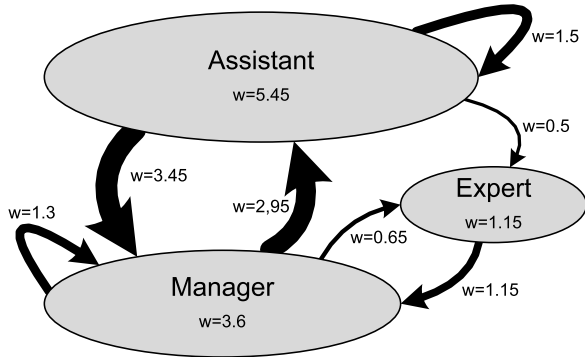 Assistant
w=5.45
w=1.5
w=0.5
w=3.45
w=2,95
Expert
w=1.15
w=1.3
w=0.65
Manager
w=3.6
w=1.15